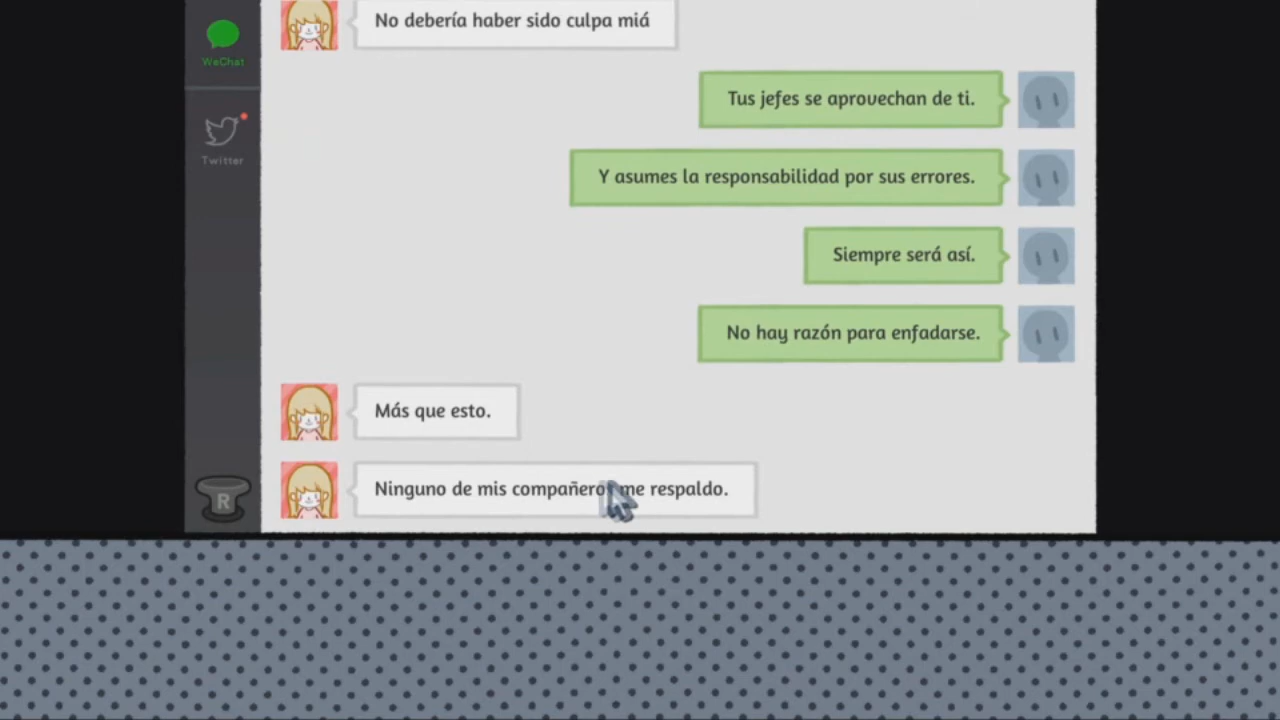 No debería haber sido culpa miá
WeChat
Tus jefes se aprovechan de ti.
Twitter
Y asumes la responsabilidad por sus errores.
Siempre será así.
No hay razón para enfadarse.
Más que esto.
Ninguno de mis compañeros me respaldo.
R